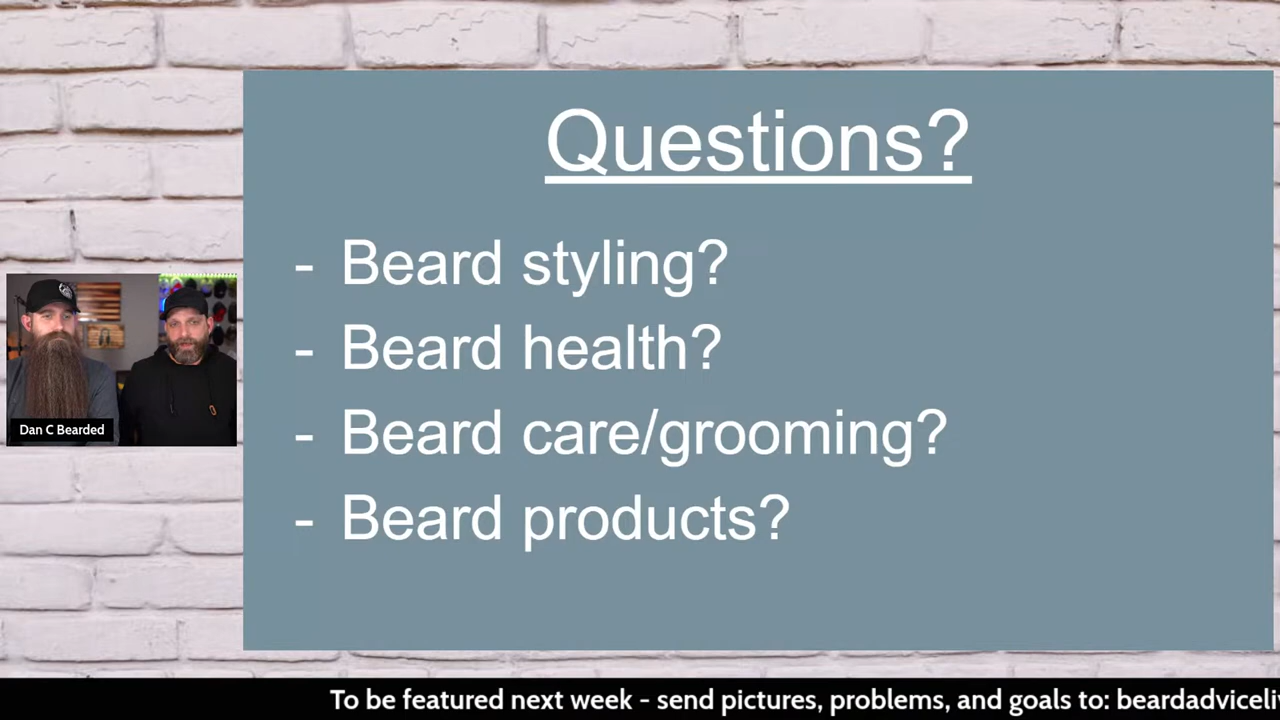 Questions?
- Beard styling?
- Beard health?
- Beard care/grooming?
- Beard products?
Dan C Bearded
To be featured next week - send pictures, problems, and goals to: beardadviceli